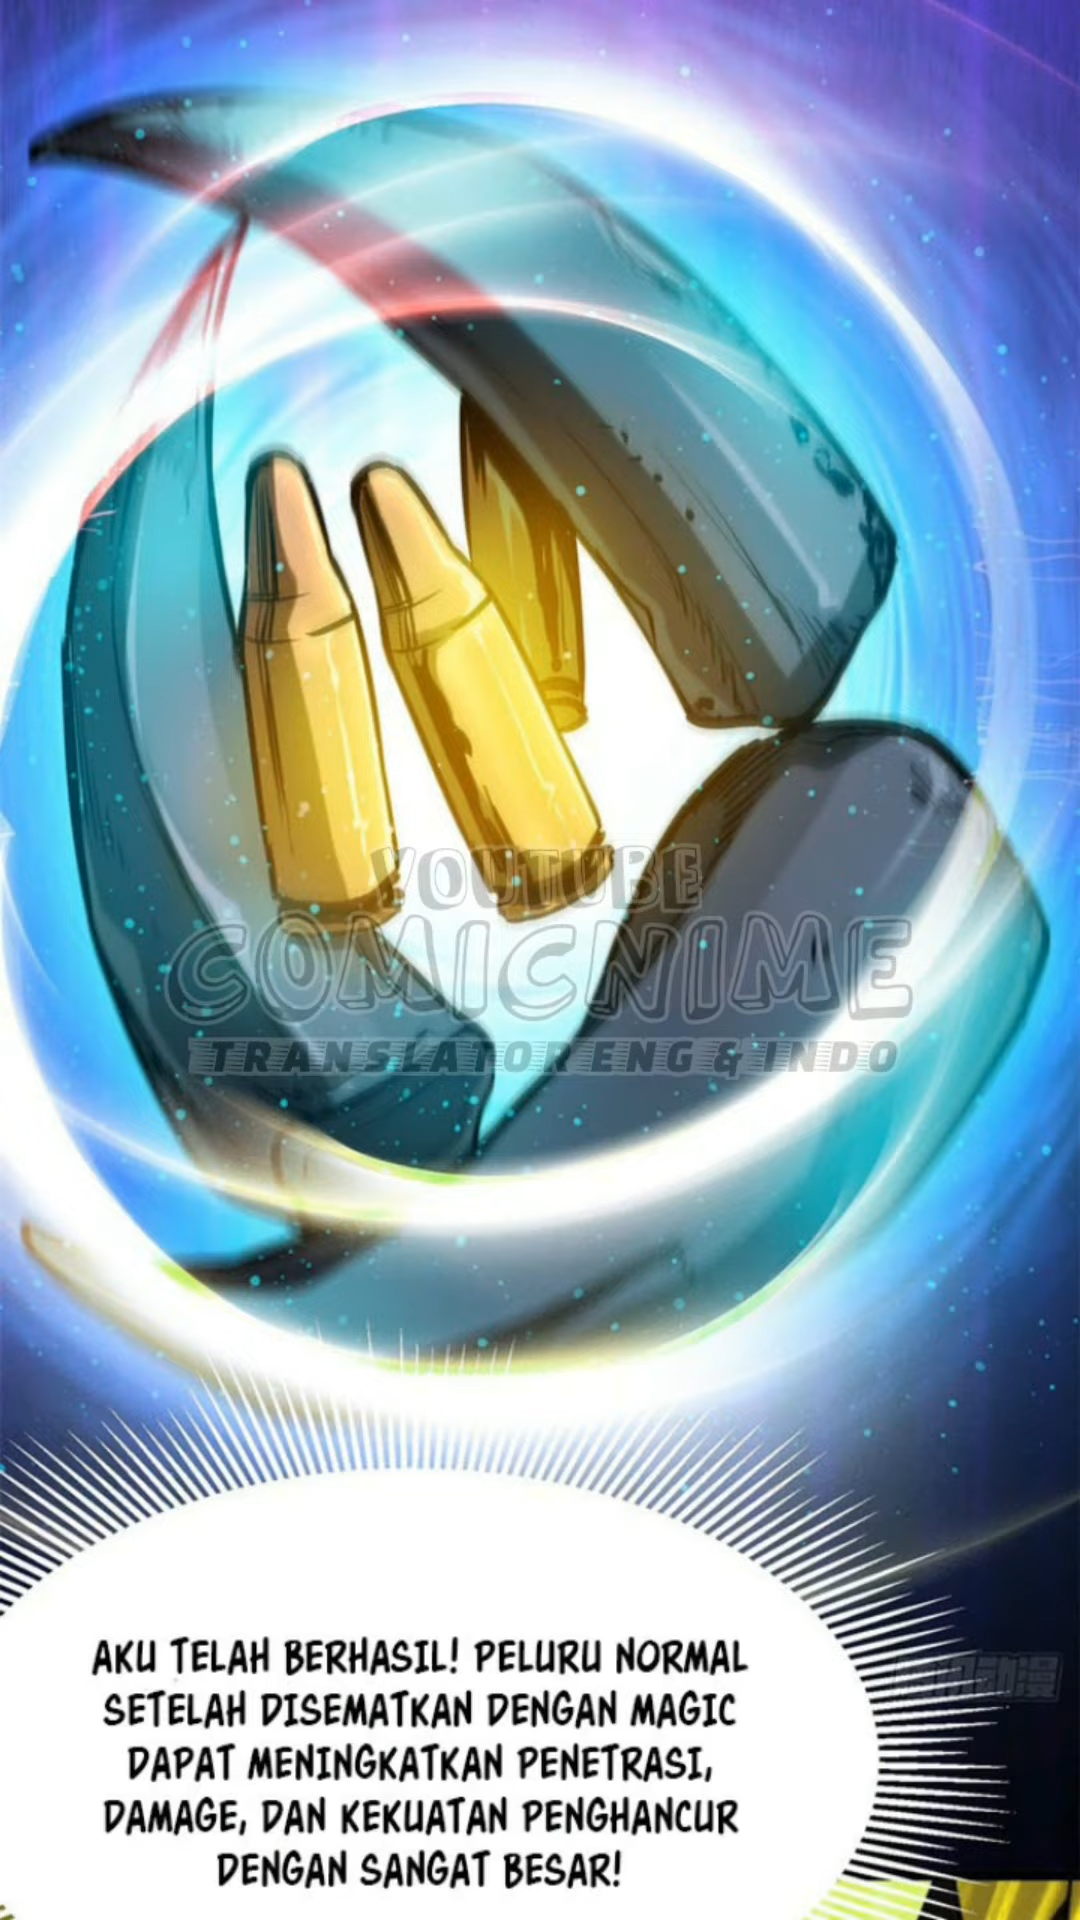 YOUTUBE
COMICNIME
TRANSLATOR ENG & INDO
AKU TELAH BERHASIL! PELURU NORMAL
SETELAH DISEMATKAN DENGAN MAGIC
DAPAT MENINGKATKAN PENETRASI,
DAMAGE, DAN KEKUATAN PENGHANCUR
DENGAN SANGAT BESAR!